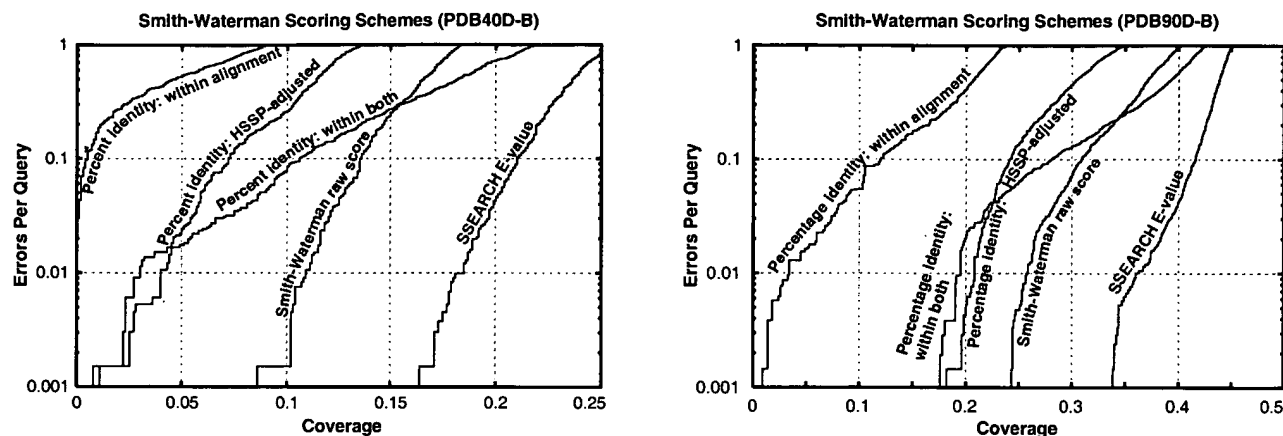 Smith-Waterman Scoring Schemes (PDB40D-B)
Errors Per Query
1
0.1
0.01
0.001
Percent Identity: within alignment
Percent Identity: HSSP-adjusted
Percent Identity: within both
Smith-Waterman raw score
SSEARCH E-value
0
0.05
0.1
0.15
0.2
0.25
Coverage
Smith-Waterman Scoring Schemes (PDB90D-B)
Errors Per Query
1
0.1
0.01
0.001
Percentage Identity: within alignment
Percentage Identity:
within both
Percentage Identity: HSSP-adjusted
Smith-Waterman raw score
SSEARCH E-value
0
0.1
0.2
0.3
0.4
0.5
Coverage